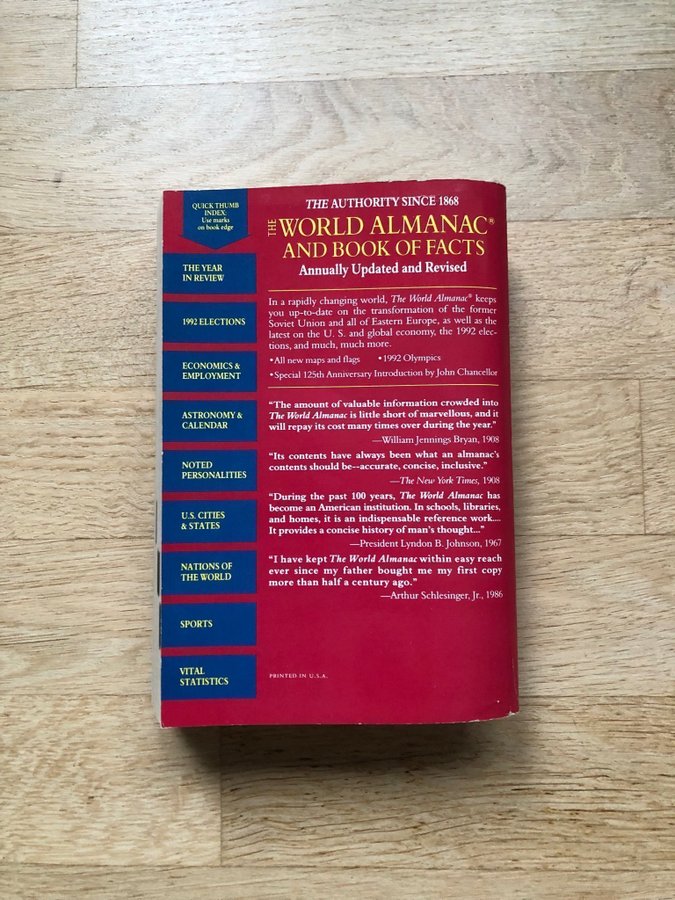 QUICK THUMB
INDEX:
Use marks
on book edge
THE YEAR
IN REVIEW
1992 ELECTIONS
ECONOMICS &
EMPLOYMENT
ASTRONOMY &
CALENDAR
NOTED
PERSONALITIES
U.S. CITIES
& STATES
NATIONS OF
THE WORLD
SPORTS
VITAL
STATISTICS
THE AUTHORITY SINCE 1868
THE WORLD ALMANAC®
AND BOOK OF FACTS
Annually Updated and Revised
In a rapidly changing world, The World Almanac® keeps
you up-to-date on the transformation of the former
Soviet Union and all of Eastern Europe, as well as the
latest on the U. S. and global economy, the 1992 elec-
tions, and much, much more.
•All new maps and flags •1992 Olympics
•Special 125th Anniversary Introduction by John Chancellor
“The amount of valuable information crowded into
The World Almanac is little short of marvellous, and it
will repay its cost many times over during the year.”
—William Jennings Bryan, 1908
“Its contents have always been what an almanac’s
contents should be--accurate, concise, inclusive.”
—The New York Times, 1908
“During the past 100 years, The World Almanac has
become an American institution. In schools, libraries,
and homes, it is an indispensable reference work....
It provides a concise history of man’s thought...”
—President Lyndon B. Johnson, 1967
“I have kept The World Almanac within easy reach
ever since my father bought me my first copy
more than half a century ago.”
—Arthur Schlesinger, Jr., 1986
PRINTED IN U.S.A.